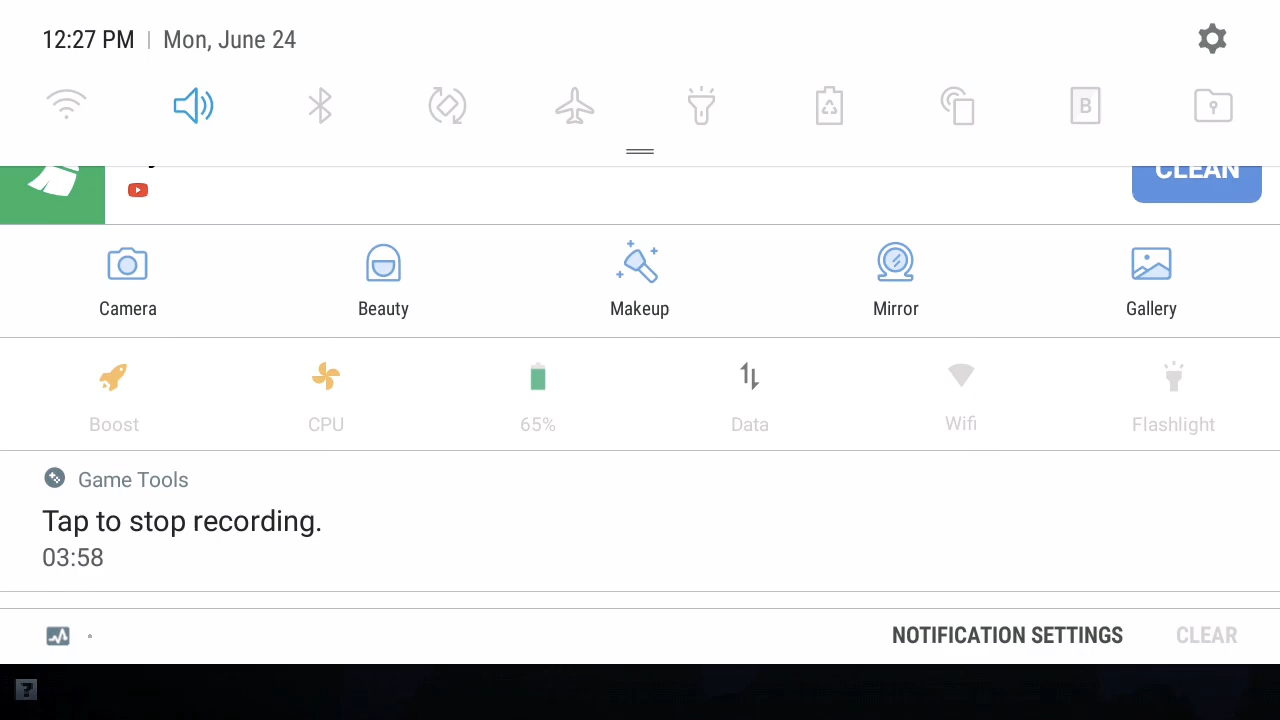 12:27 PM | Mon, June 24
B
CLEAN
Camera Beauty Makeup Mirror Gallery
Boost CPU 65% Data Wifi Flashlight
Game Tools
Tap to stop recording.
03:58
NOTIFICATION SETTINGS CLEAR
?